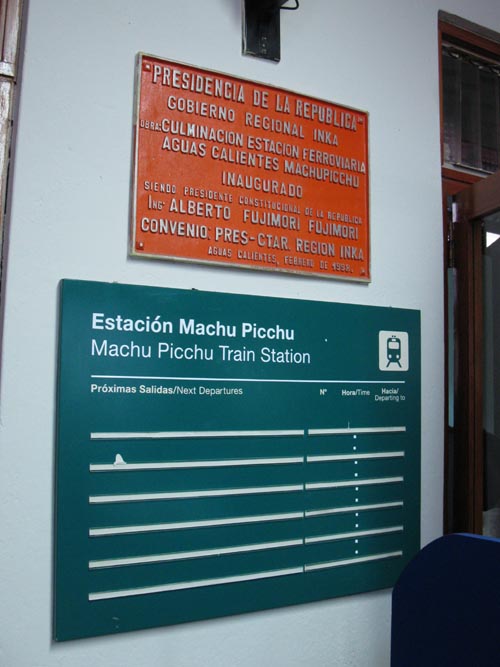 PRESIDENCIA DE LA REPUBLICA
GOBIERNO REGIONAL INKA
OBRA: CULMINACION ESTACION FERROVIARIA
AGUAS CALIENTES MACHUPICCHU
INAUGURADO
SIENDO PRESIDENTE CONSTITUCIONAL DE LA REPUBLICA
ING: ALBERTO FUJIMORI FUJIMORI
CONVENIO: PRES-CTAR. REGION INKA
AGUAS CALIENTES, FEBRERO DE 1998.
Estación Machu Picchu
Machu Picchu Train Station
Próximas Salidas/Next Departures Nº Hora/Time Hacia/
Departing to